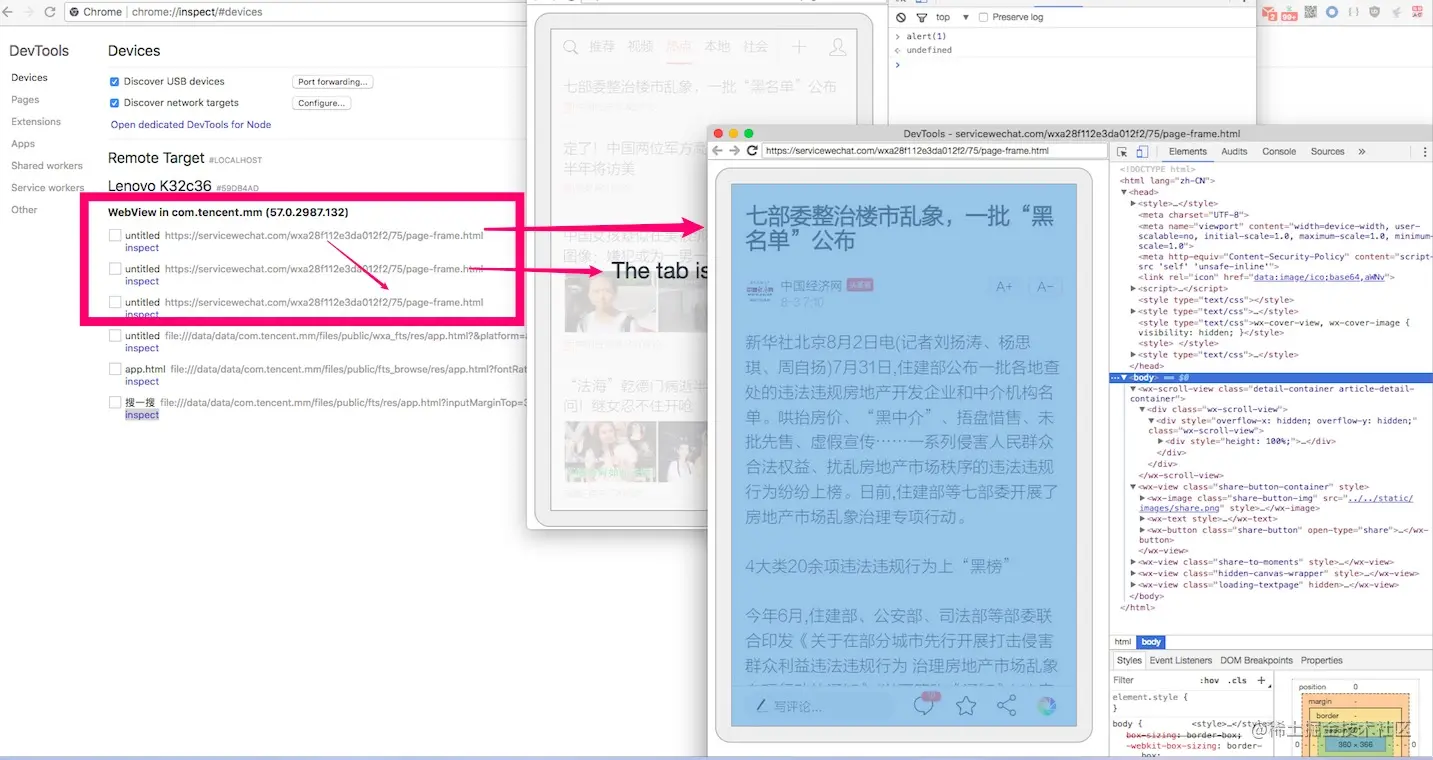 Chrome | chrome://inspect/#devices
DevTools
Devices
Pages
Extensions
Apps
Shared workers
Service workers
Other
Devices
Discover USB devices
Port forwarding...
Discover network targets
Configure...
Open dedicated DevTools for Node
Remote Target #LOCALHOST
Lenovo K32c36 #59DB4A0
WebView in com.tencent.mm (57.0.2987.132)
untitled https://servicewechat.com/wxa28f112e3da012f2/75/page-frame.html
inspect
untitled https://servicewechat.com/wxa28f112e3da012f2/75/page-frame.html
inspect
untitled https://servicewechat.com/wxa28f112e3da012f2/75/page-frame.html
inspect
untitled file:///data/data/com.tencent.mm/files/public/wxa_fts/res/app.html?&platform=
inspect
app.html file:///data/data/com.tencent.mm/files/public/fts_browse/res/app.html?fontRat
inspect
搜一搜 file:///data/data/com.tencent.mm/files/public/fts/res/app.html?inputMarginTop=3
inspect
推荐 视频 热点 本地 社会
七部委整治楼市乱象，一批“黑名单”公布
定了！中国两位军方高
半年将访美
The tab is
top
Preserve log
alert(1)
undefined
DevTools - servicewechat.com/wxa28f112e3da012f2/75/page-frame.html
https://servicewechat.com/wxa28f112e3da012f2/75/page-frame.html
七部委整治楼市乱象，一批“黑
名单”公布
中国经济网
8-3 7:10
A+ A-
新华社北京8月2日电(记者刘扬涛、杨思
琪、周自扬)7月31日,住建部公布一批各地查
处的违法违规房地产开发企业和中介机构名
单。哄抬房价、“黑中介”、捂盘惜售、未
批先售、虚假宣传……一系列侵害人民群众
合法权益、扰乱房地产市场秩序的违法违规
行为纷纷上榜。日前,住建部等七部委开展了
房地产市场乱象治理专项行动。
4大类20余项违法违规行为上“黑榜”
今年6月,住建部、公安部、司法部等部委联
合印发《关于在部分城市先行开展打击侵害
群众利益违法违规行为 治理房地产市场乱象
写评论...
Elements Audits Console Sources »
<!DOCTYPE html>
<html lang="zh-CN">
<head>
<style>…</style>
<meta charset="UTF-8">
<meta name="viewport" content="width=device-width, user-
scalable=no, initial-scale=1.0, maximum-scale=1.0, minimum-
scale=1.0">
<meta http-equiv="Content-Security-Policy" content="script-
src 'self' 'unsafe-inline'">
<link rel="icon" href="data:image/ico;base64,aWNv">
<script>…</script>
<style type="text/css"></style>
<style type="text/css">…</style>
<style type="text/css">wx-cover-view, wx-cover-image {
visibility: hidden; }</style>
<style> </style>
<style type="text/css">…</style>
</head>
<body> == $0
<wx-scroll-view class="detail-container article-detail-
container">
<div class="wx-scroll-view">
<div style="overflow-x: hidden; overflow-y: hidden;"
class="wx-scroll-view">
<div style="height: 100%;">…</div>
</div>
</div>
</wx-scroll-view>
<wx-view class="share-button-container" style>
<wx-image class="share-button-img" src="../../static/
images/share.png" style>…</wx-image>
<wx-text style>…</wx-text>
<wx-button class="share-button" open-type="share">…</wx-
button>
</wx-view>
<wx-view class="share-to-moments" style>…</wx-view>
<wx-view class="hidden-canvas-wrapper" style>…</wx-view>
<wx-view class="loading-textpage" hidden>…</wx-view>
</body>
</html>
html body
Styles Event Listeners DOM Breakpoints Properties
Filter :hov .cls +
element.style {
}
body { <style>…</style>
box-sizing: border-box;
-webkit-box-sizing: border-
box;
position 0
margin -
border -
380 × 366
@稀土掘金技术社区